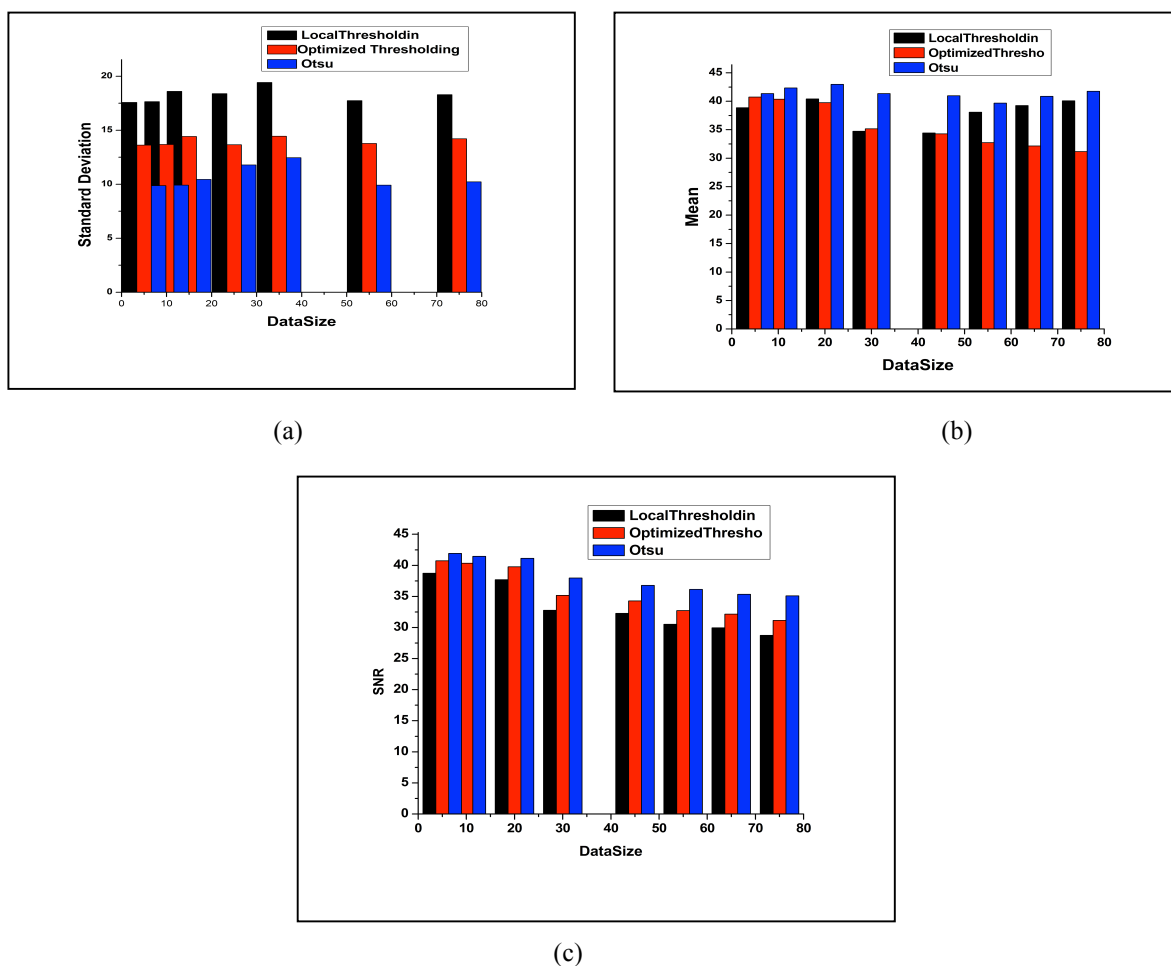 LocalThresholdin
Optimized Thresholding
Otsu
20
15
10
5
0
Standard Deviation
0 10 20 30 40 50 60 70 80
DataSize
(a)
LocalThresholdin
OptimizedThresho
Otsu
45
40
35
30
25
20
15
10
5
0
Mean
0 10 20 30 40 50 60 70 80
DataSize
(b)
LocalThresholdin
OptimizedThresho
Otsu
45
40
35
30
25
20
15
10
5
0
SNR
0 10 20 30 40 50 60 70 80
DataSize
(c)